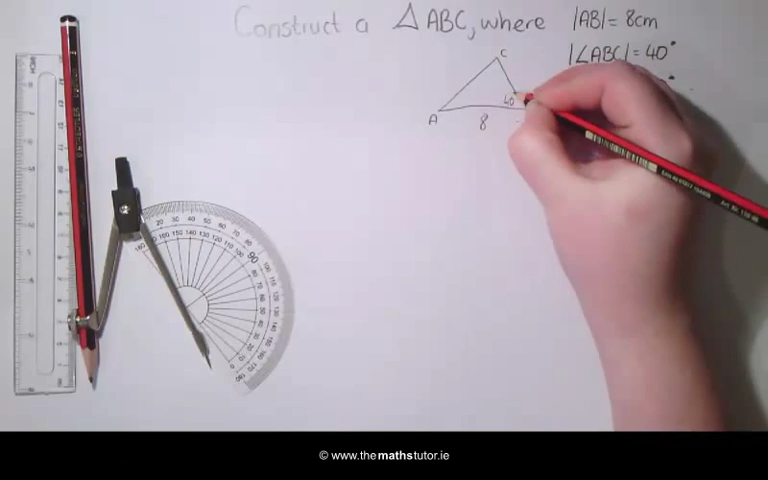 Construct a △ABC, where |AB| = 8cm
|∠ABC| = 40°
C
40
A
8
© www.themathstutor.ie